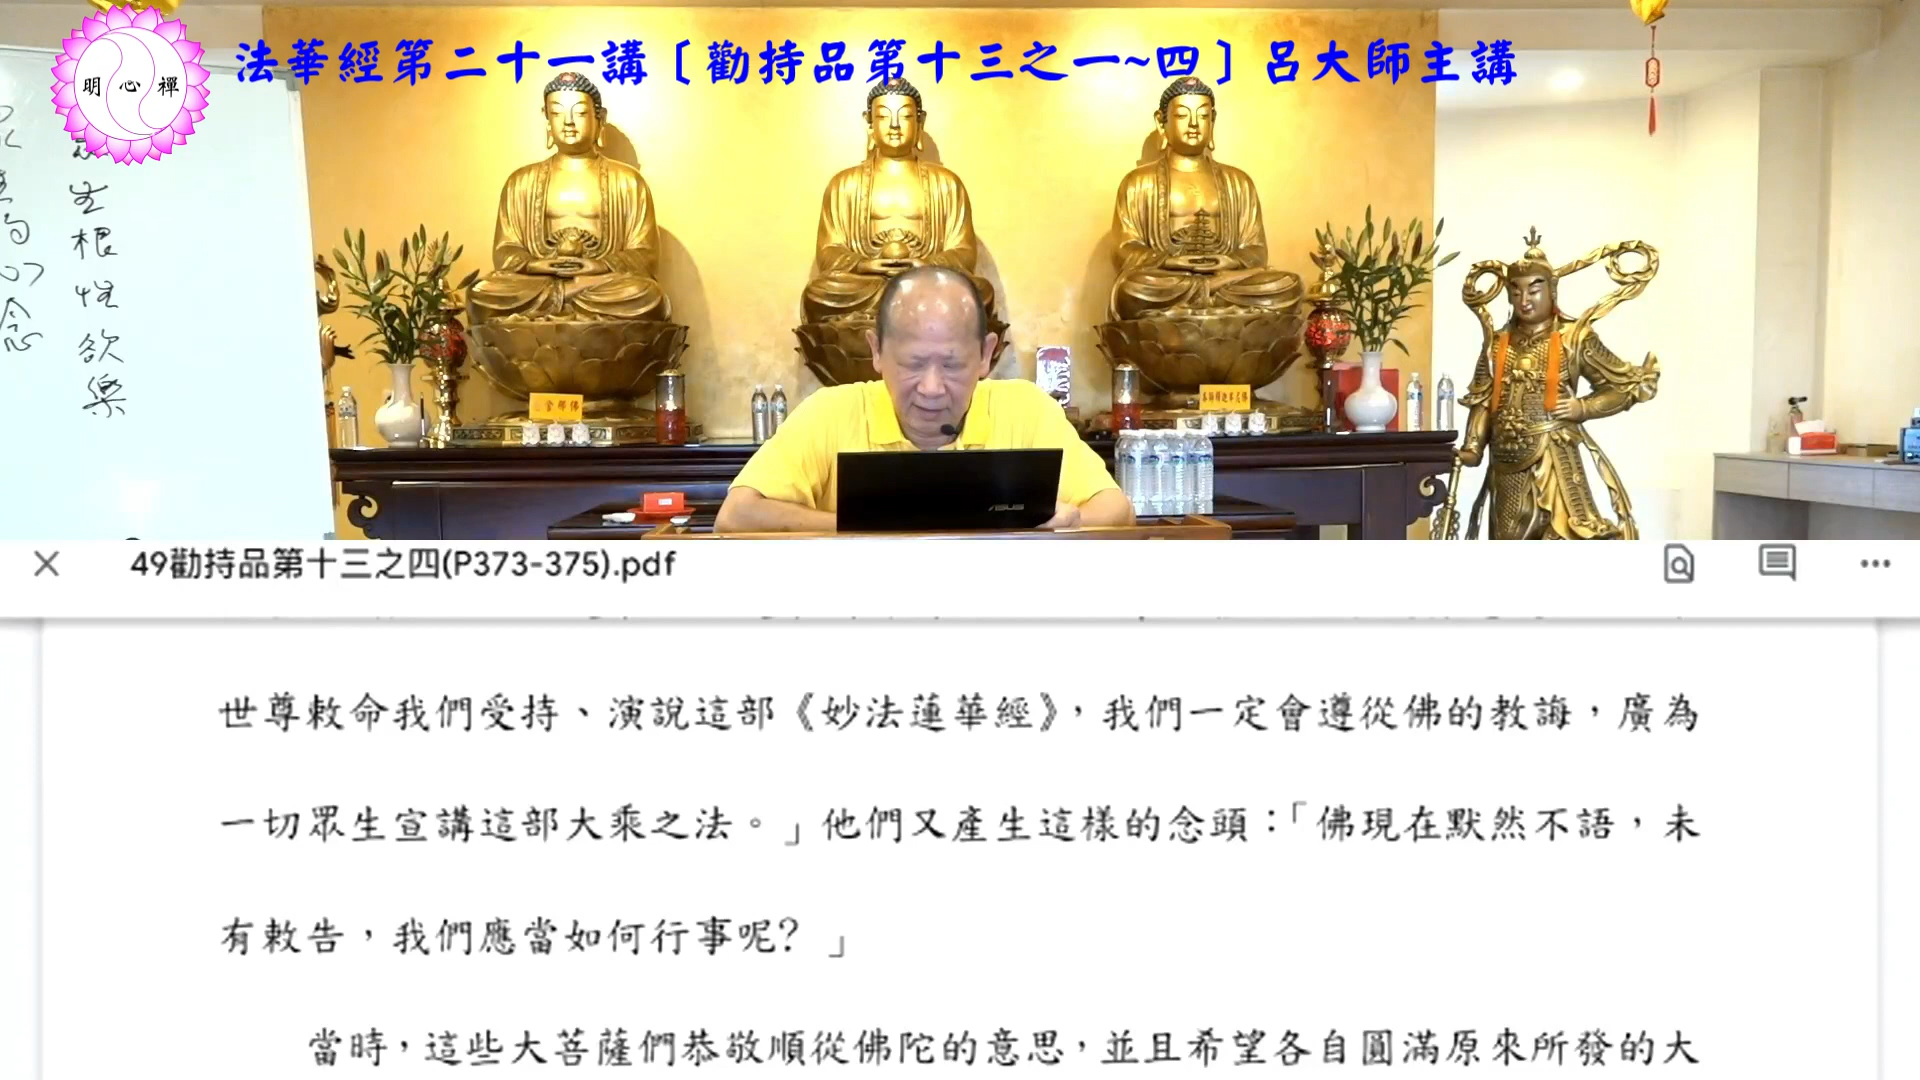 法華經第二十一講〔勸持品第十三之一~四〕呂大師主講
明心禪
生根性欲樂
句
念
ASUS
49勸持品第十三之四(P373-375).pdf
世尊敕命我們受持、演說這部《妙法蓮華經》，我們一定會遵從佛的教誨，廣為
一切眾生宣講這部大乘之法。」他們又產生這樣的念頭：「佛現在默然不語，未
有敕告，我們應當如何行事呢？」
當時，這些大菩薩們恭敬順從佛陀的意思，並且希望各自圓滿原來所發的大